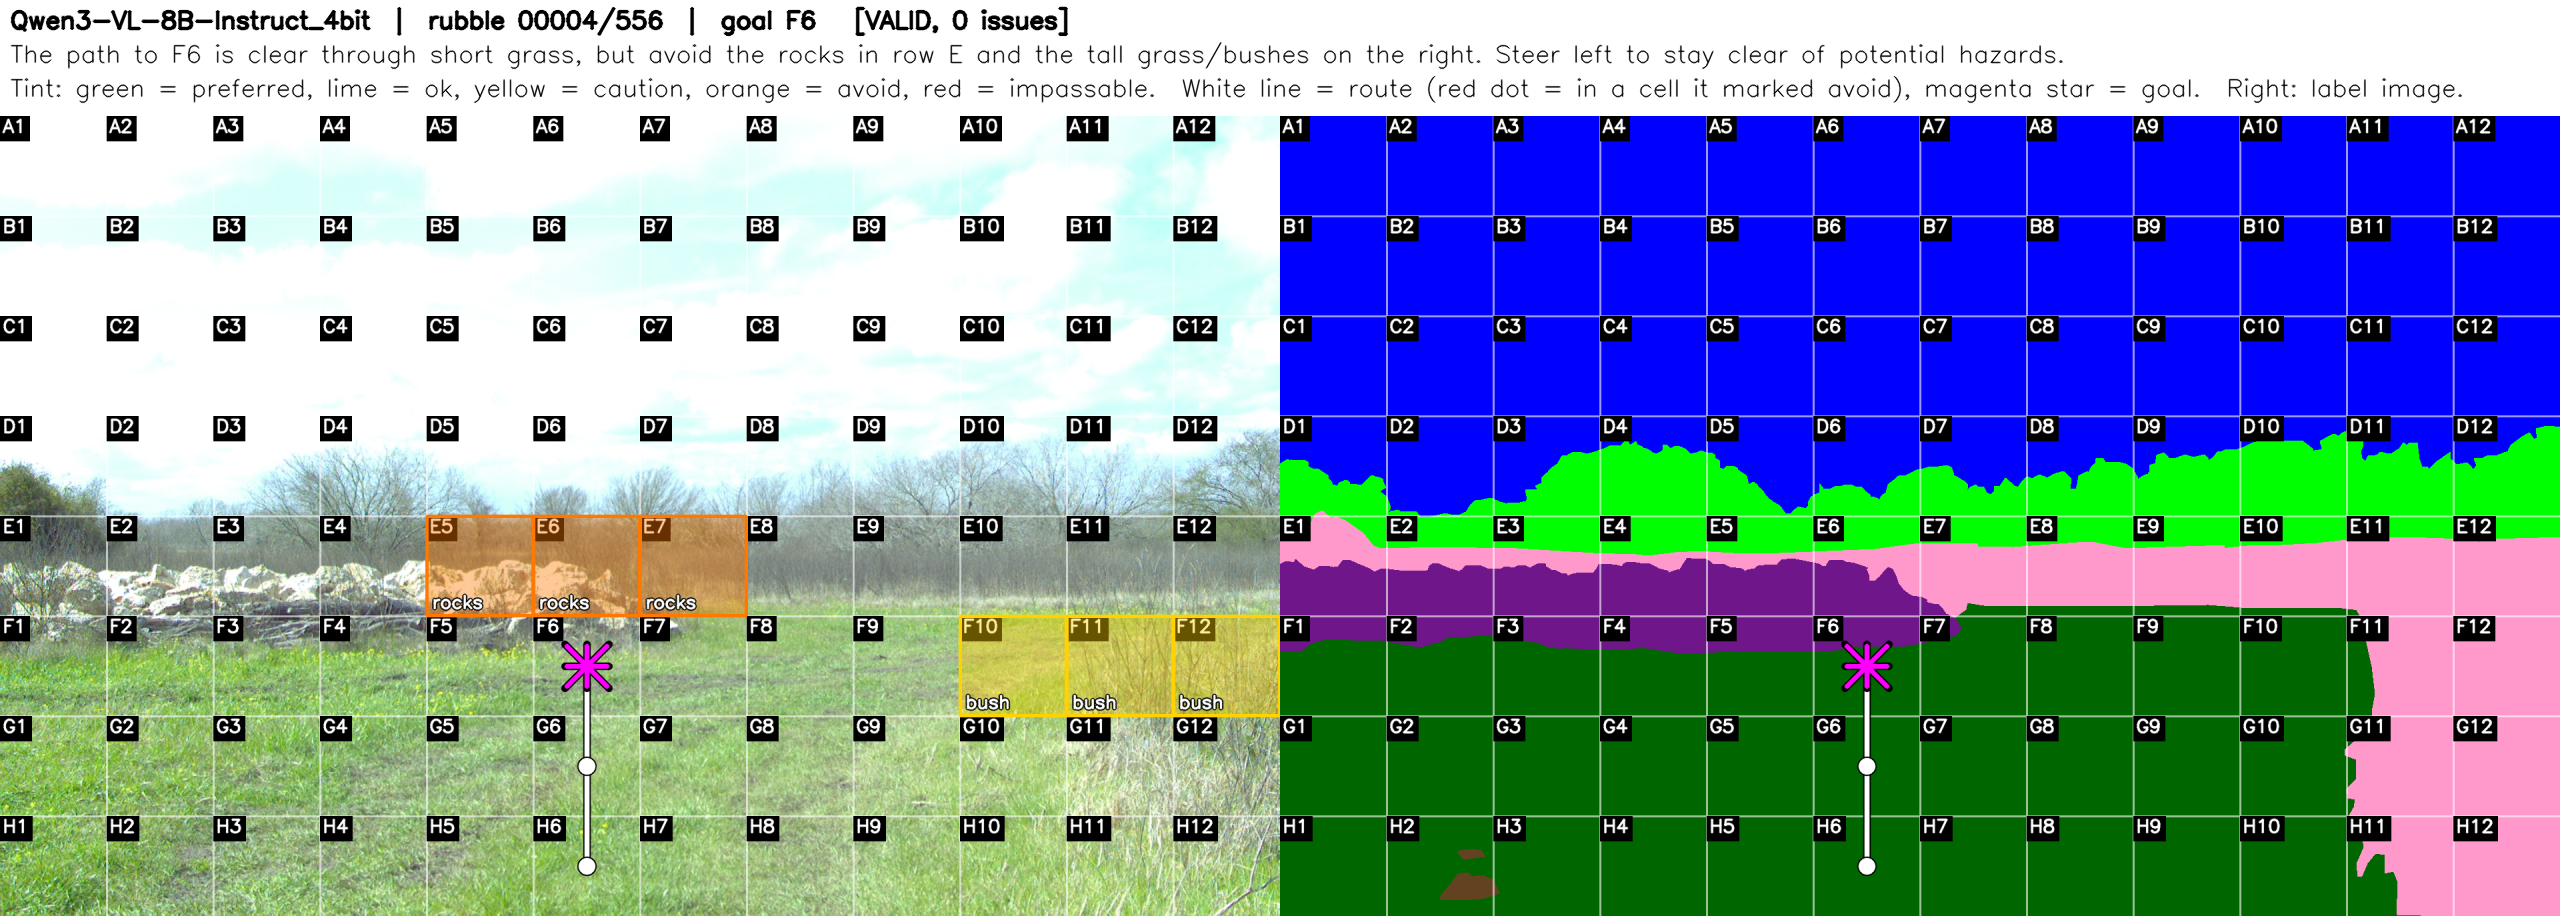 Qwen3-VL-8B-Instruct_4bit | rubble 00004/556 | goal F6 [VALID, 0 issues]
The path to F6 is clear through short grass, but avoid the rocks in row E and the tall grass/bushes on the right. Steer left to stay clear of potential hazards.
Tint: green = preferred, lime = ok, yellow = caution, orange = avoid, red = impassable. White line = route (red dot = in a cell it marked avoid), magenta star = goal. Right: label image.
A1 A2 A3 A4 A5 A6 A7 A8 A9 A10 A11 A12 A1 A2 A3 A4 A5 A6 A7 A8 A9 A10 A11 A12
B1 B2 B3 B4 B5 B6 B7 B8 B9 B10 B11 B12 B1 B2 B3 B4 B5 B6 B7 B8 B9 B10 B11 B12
C1 C2 C3 C4 C5 C6 C7 C8 C9 C10 C11 C12 C1 C2 C3 C4 C5 C6 C7 C8 C9 C10 C11 C12
D1 D2 D3 D4 D5 D6 D7 D8 D9 D10 D11 D12 D1 D2 D3 D4 D5 D6 D7 D8 D9 D10 D11 D12
E1 E2 E3 E4 E5 E6 E7 E8 E9 E10 E11 E12 E1 E2 E3 E4 E5 E6 E7 E8 E9 E10 E11 E12
rocks rocks rocks
F1 F2 F3 F4 F5 F6 F7 F8 F9 F10 F11 F12 F1 F2 F3 F4 F5 F6 F7 F8 F9 F10 F11 F12
bush bush bush
G1 G2 G3 G4 G5 G6 G7 G8 G9 G10 G11 G12 G1 G2 G3 G4 G5 G6 G7 G8 G9 G10 G11 G12
H1 H2 H3 H4 H5 H6 H7 H8 H9 H10 H11 H12 H1 H2 H3 H4 H5 H6 H7 H8 H9 H10 H11 H12